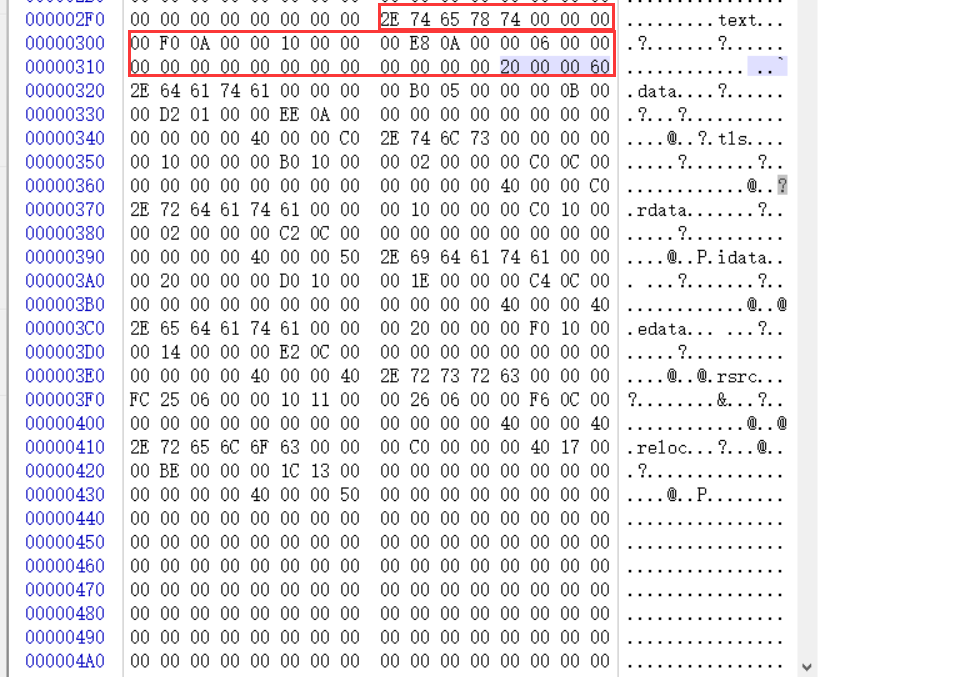 000002F0 00 00 00 00 00 00 00 00 2E 74 65 78 74 00 00 00 .........text...
00000300 00 F0 0A 00 00 10 00 00 00 E8 0A 00 00 06 00 00 .?......?......
00000310 00 00 00 00 00 00 00 00 00 00 00 00 20 00 00 60 ............ ..`
00000320 2E 64 61 74 61 00 00 00 00 B0 05 00 00 00 0B 00 .data....?......
00000330 00 D2 01 00 00 EE 0A 00 00 00 00 00 00 00 00 00 .?...?.........
00000340 00 00 00 00 40 00 00 C0 2E 74 6C 73 00 00 00 00 ....@..?.tls....
00000350 00 10 00 00 00 B0 10 00 00 02 00 00 00 C0 0C 00 .....?.......?..
00000360 00 00 00 00 00 00 00 00 00 00 00 00 40 00 00 C0 ............@..?
00000370 2E 72 64 61 74 61 00 00 00 10 00 00 00 C0 10 00 .rdata.......?..
00000380 00 02 00 00 00 C2 0C 00 00 00 00 00 00 00 00 00 .....?..........
00000390 00 00 00 00 40 00 00 50 2E 69 64 61 74 61 00 00 ....@..P.idata..
000003A0 00 20 00 00 00 D0 10 00 00 1E 00 00 00 C4 0C 00 . ...?.......?..
000003B0 00 00 00 00 00 00 00 00 00 00 00 00 40 00 00 40 ............@..@
000003C0 2E 65 64 61 74 61 00 00 00 20 00 00 00 F0 10 00 .edata... ...?..
000003D0 00 14 00 00 00 E2 0C 00 00 00 00 00 00 00 00 00 .....?..........
000003E0 00 00 00 00 40 00 00 40 2E 72 73 72 63 00 00 00 ....@..@.rsrc...
000003F0 FC 25 06 00 00 10 11 00 00 26 06 00 00 F6 0C 00 ?........&...?..
00000400 00 00 00 00 00 00 00 00 00 00 00 00 40 00 00 40 ............@..@
00000410 2E 72 65 6C 6F 63 00 00 00 C0 00 00 00 40 17 00 .reloc...?...@..
00000420 00 BE 00 00 00 1C 13 00 00 00 00 00 00 00 00 00 .?..............
00000430 00 00 00 00 40 00 00 50 00 00 00 00 00 00 00 00 ....@..P........
00000440 00 00 00 00 00 00 00 00 00 00 00 00 00 00 00 00 ................
00000450 00 00 00 00 00 00 00 00 00 00 00 00 00 00 00 00 ................
00000460 00 00 00 00 00 00 00 00 00 00 00 00 00 00 00 00 ................
00000470 00 00 00 00 00 00 00 00 00 00 00 00 00 00 00 00 ................
00000480 00 00 00 00 00 00 00 00 00 00 00 00 00 00 00 00 ................
00000490 00 00 00 00 00 00 00 00 00 00 00 00 00 00 00 00 ................
000004A0 00 00 00 00 00 00 00 00 00 00 00 00 00 00 00 00 ................